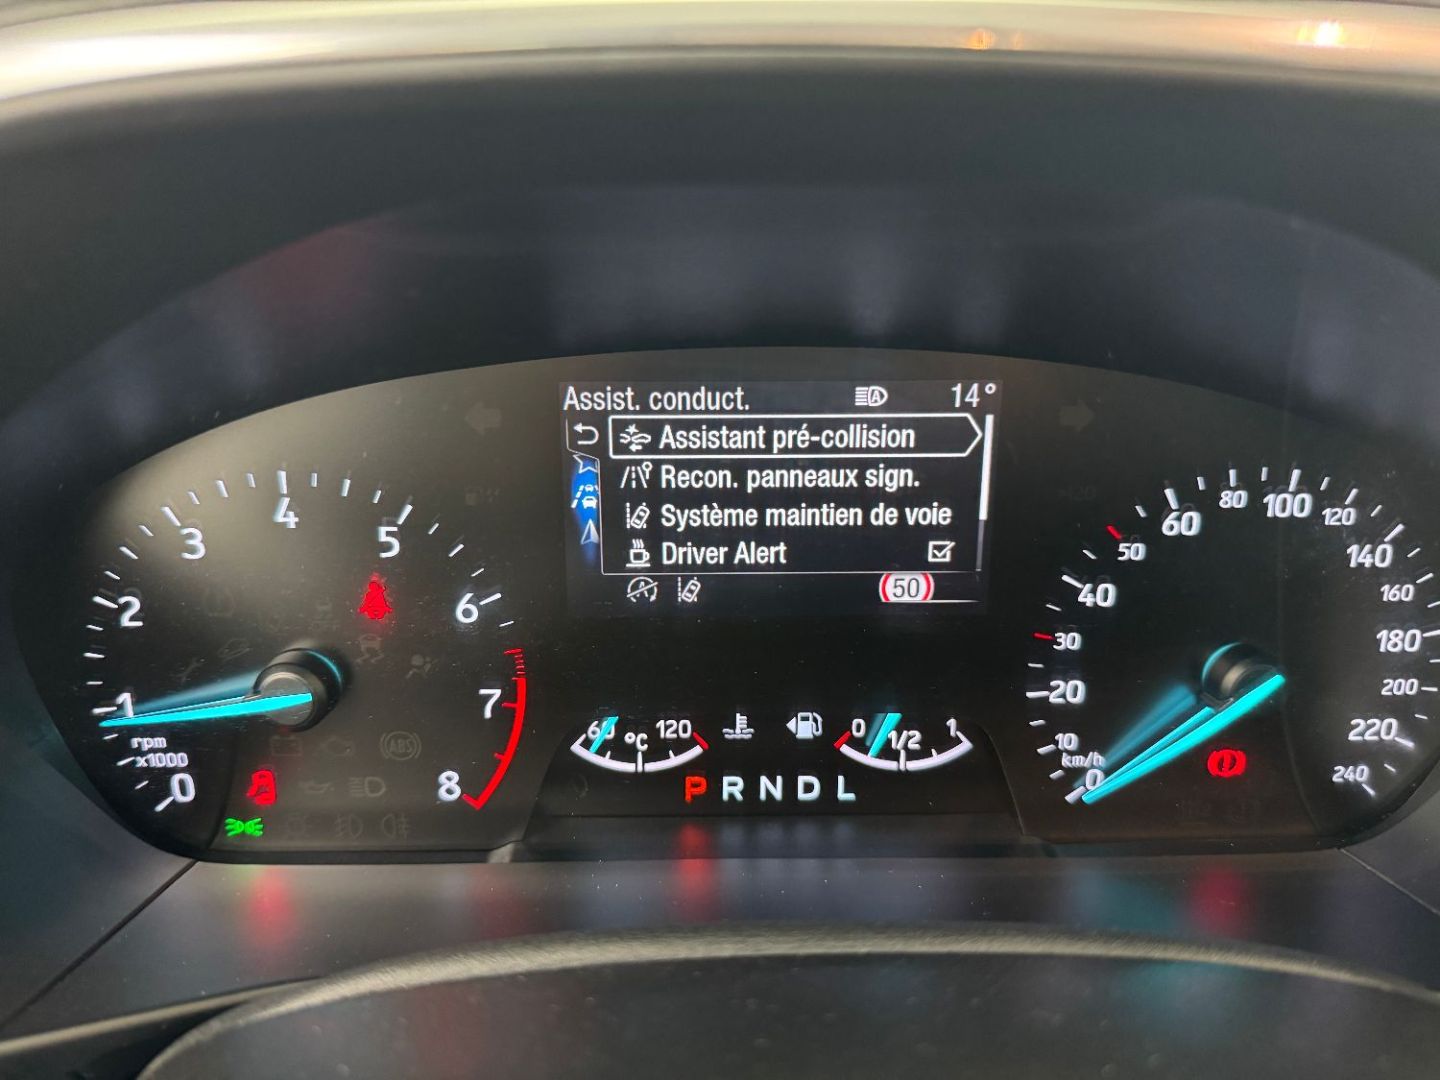 Assist. conduct. A 14°
Assistant pré-collision
Recon. panneaux sign.
Système maintien de voie
Driver Alert
A 50
0 1 2 3 4 5 6 7 8
rpm
x1000
ABS
60 °C 120
0 1/2 1
P R N D L
0 10 20 30 40 50 60 80 100 120 140 160 180 200 220 240
km/h